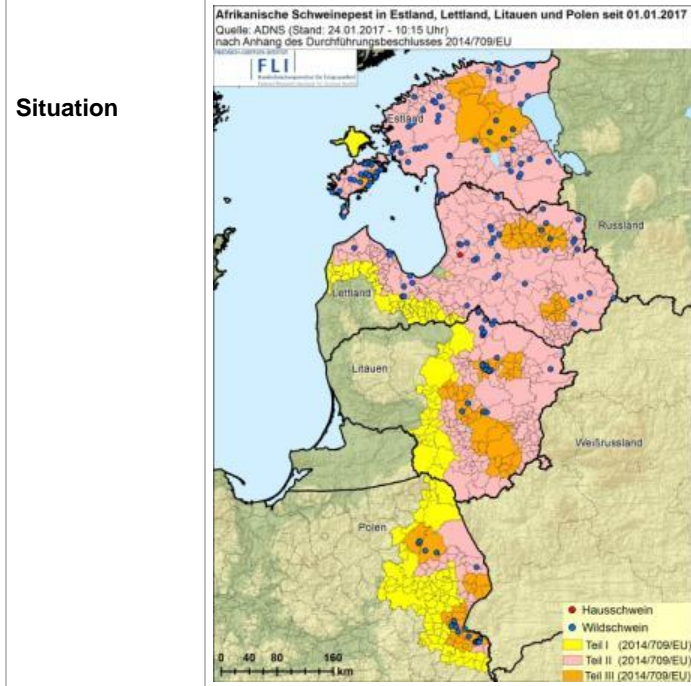 Situation
Afrikanische Schweinepest in Estland, Lettland, Litauen und Polen seit 01.01.2017
Quelle: ADNS (Stand: 24.01.2017 - 10:15 Uhr)
nach Anhang des Durchführungsbeschlusses 2014/709/EU
FLI
Estland
Russland
Lettland
Litauen
Weißrussland
Polen
Hausschwein
Wildschwein
Teil I (2014/709/EU)
Teil II (2014/709/EU)
Teil III (2014/709/EU)
0 40 80 160
km